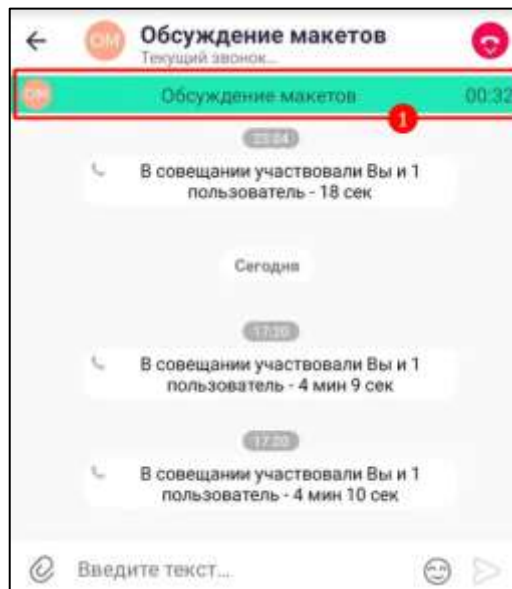 ОМ Обсуждение макетов
Текущий звонок...
ОМ Обсуждение макетов 00:32
1
23:04
В совещании участвовали Вы и 1
пользователь - 18 сек
Сегодня
17:20
В совещании участвовали Вы и 1
пользователь - 4 мин 9 сек
17:20
В совещании участвовали Вы и 1
пользователь - 4 мин 10 сек
Введите текст...